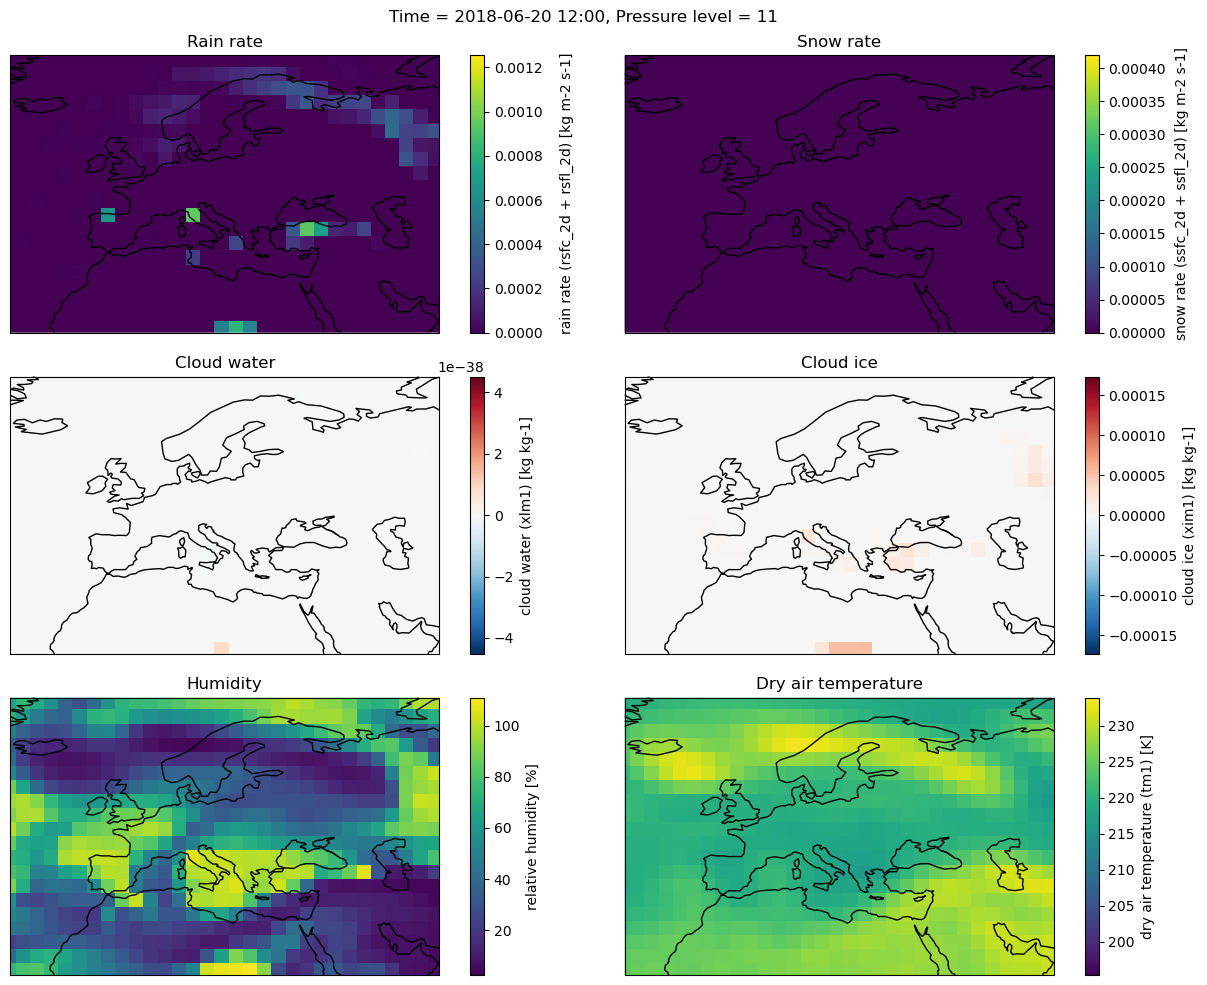 Time = 2018-06-20 12:00, Pressure level = 11
Rain rate
0.0012
0.0010
0.0008
0.0006
0.0004
0.0002
0.0000
rain rate (rsfc_2d + rsfl_2d) [kg m-2 s-1]
Snow rate
0.00040
0.00035
0.00030
0.00025
0.00020
0.00015
0.00010
0.00005
0.00000
snow rate (ssfc_2d + ssfl_2d) [kg m-2 s-1]
Cloud water
1e−38
4
2
0
−2
−4
cloud water (xlm1) [kg kg-1]
Cloud ice
0.00015
0.00010
0.00005
0.00000
−0.00005
−0.00010
−0.00015
cloud ice (xim1) [kg kg-1]
Humidity
100
80
60
40
20
relative humidity [%]
Dry air temperature
230
225
220
215
210
205
200
dry air temperature (tm1) [K]